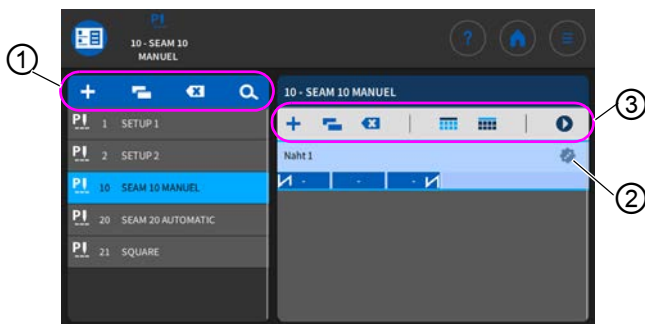 P!
10 - SEAM 10
MANUEL
?
①
③
10 - SEAM 10 MANUEL
P! 1 SETUP 1
P! 2 SETUP 2
Naht 1
②
P! 10 SEAM 10 MANUEL
- - -
P! 20 SEAM 20 AUTOMATIC
P! 21 SQUARE